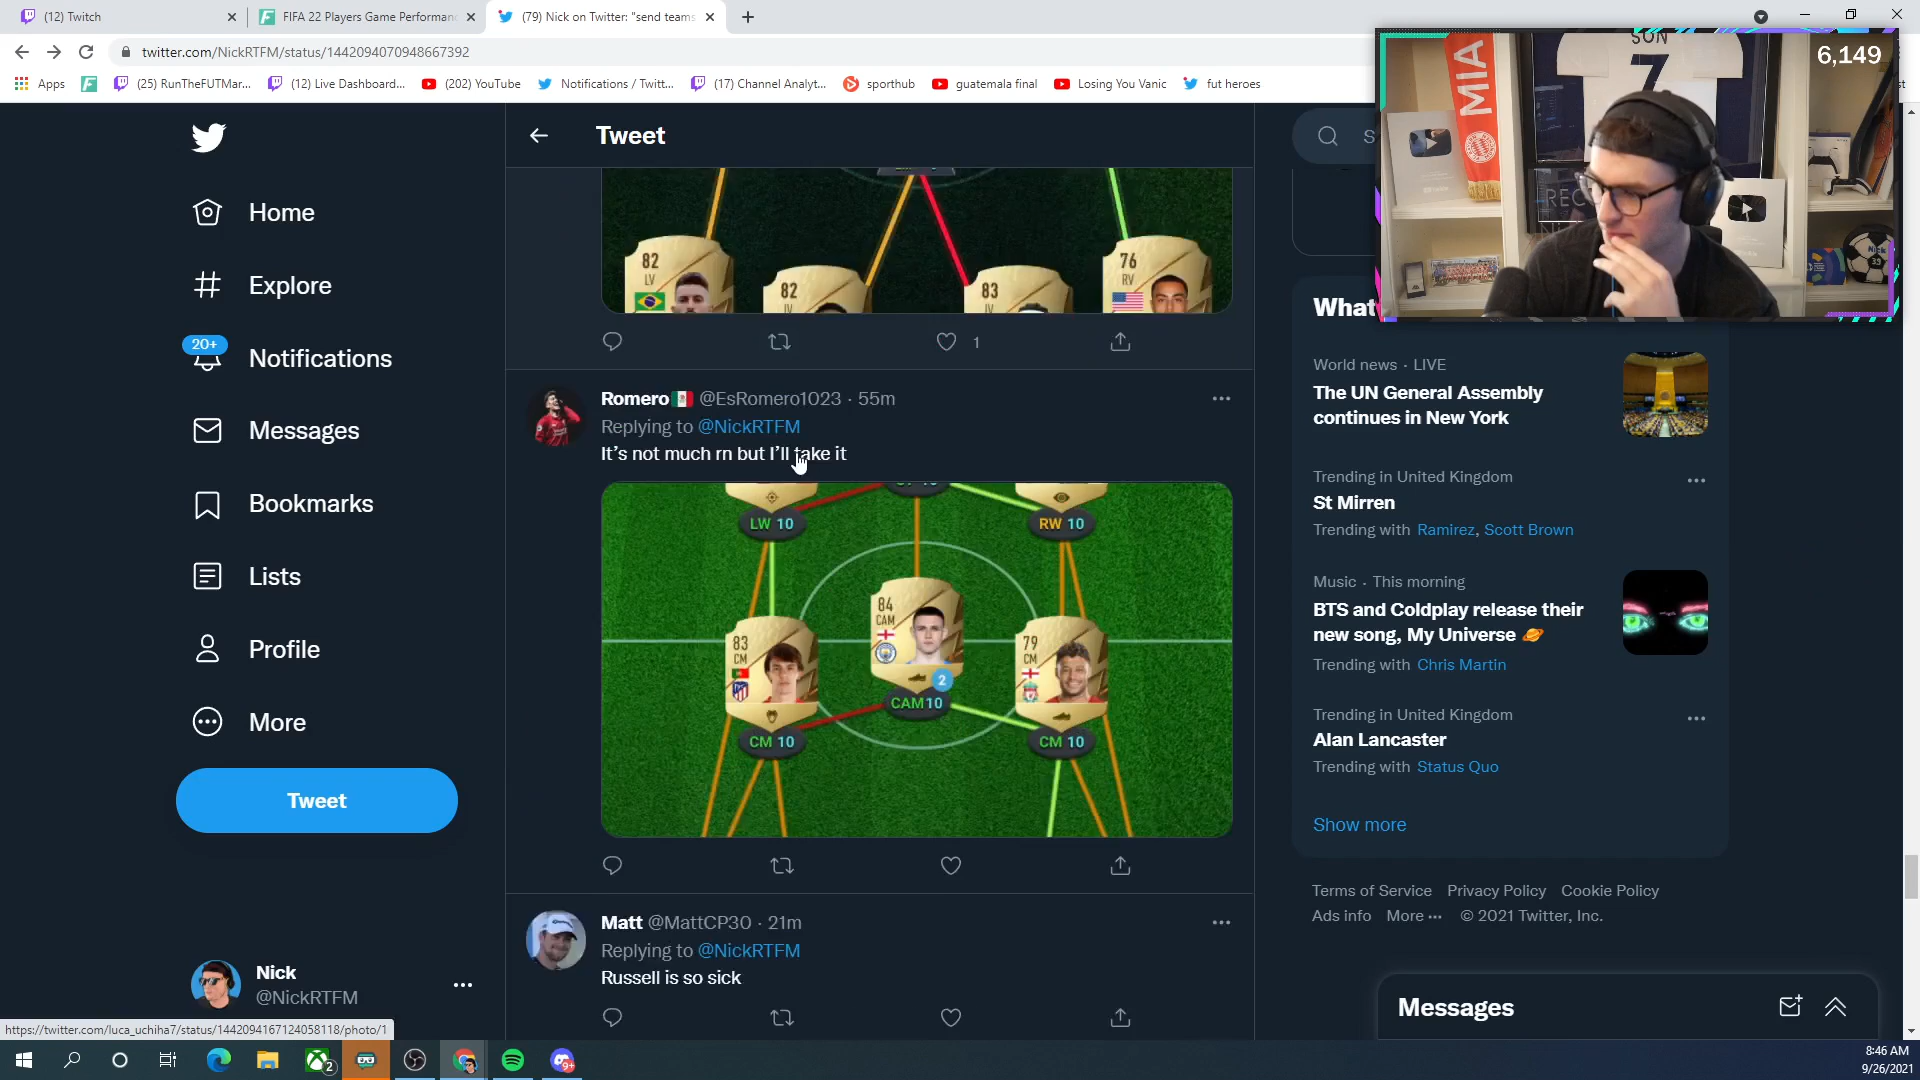 (12) Twitch
FIFA 22 Players Game Performanc
(79) Nick on Twitter: "send teams
twitter.com/NickRTFM/status/1442094070948667392
Apps
(25) RunTheFUTMar...
(12) Live Dashboard...
(202) YouTube
Notifications / Twitt...
(17) Channel Analyt...
sporthub
guatemala final
Losing You Vanic
fut heroes
6,149
SON
7
MIA
REC
Tweet
Home
Explore
20+
Notifications
Messages
Bookmarks
Lists
Profile
More
Tweet
Nick
@NickRTFM
82
LV
82
83
76
RV
1
Romero @EsRomero1023 · 55m
Replying to @NickRTFM
It's not much rn but I'll take it
LW 10
RW 10
84
CAM
2
CAM10
83
CM
79
CM
CM 10
CM 10
Matt @MattCP30 · 21m
Replying to @NickRTFM
Russell is so sick
What
World news · LIVE
The UN General Assembly
continues in New York
Trending in United Kingdom
St Mirren
Trending with Ramirez, Scott Brown
Music · This morning
BTS and Coldplay release their
new song, My Universe 🪐
Trending with Chris Martin
Trending in United Kingdom
Alan Lancaster
Trending with Status Quo
Show more
Terms of Service Privacy Policy Cookie Policy
Ads info More ··· © 2021 Twitter, Inc.
Messages
https://twitter.com/luca_uchiha7/status/1442094167124058118/photo/1
2
9+
8:46 AM
9/26/2021